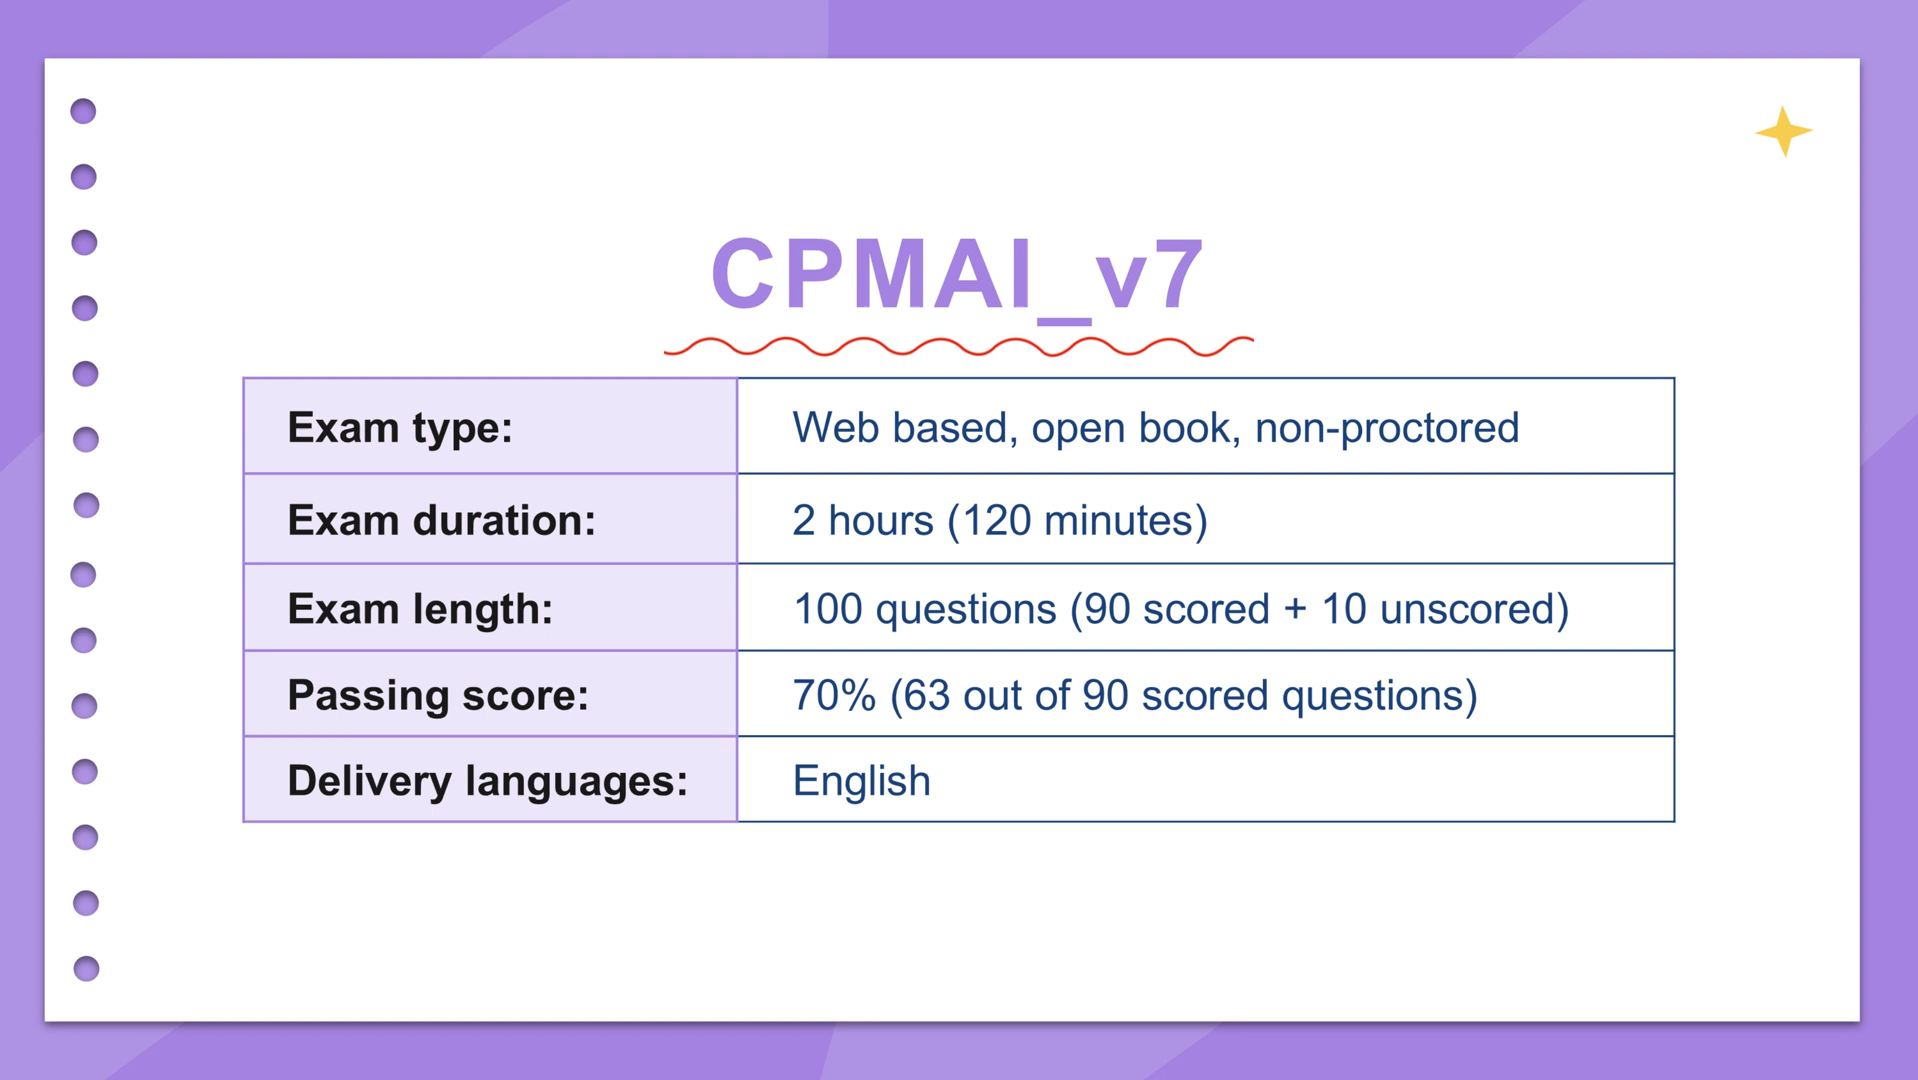 CPMAI_v7
Exam type: Web based, open book, non-proctored
Exam duration: 2 hours (120 minutes)
Exam length: 100 questions (90 scored + 10 unscored)
Passing score: 70% (63 out of 90 scored questions)
Delivery languages: English